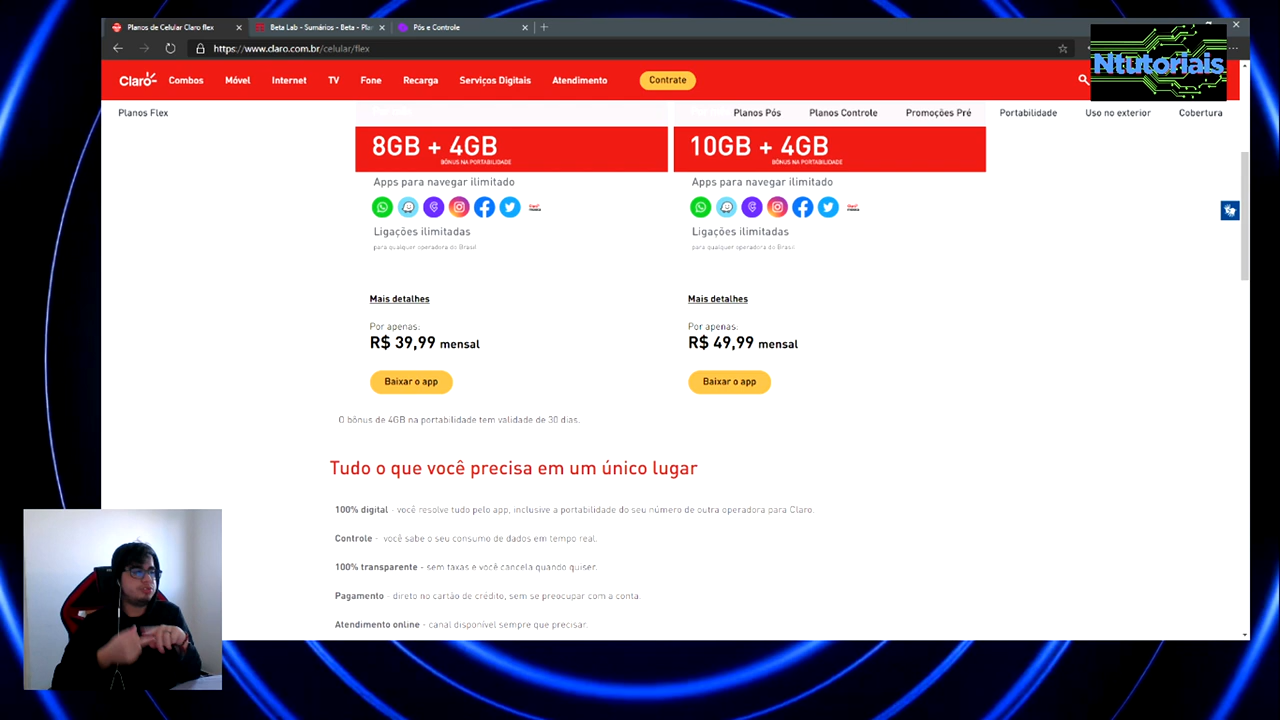 Planos de Celular Claro flex
Beta Lab - Sumários - Beta - Pla
Pós e Controle
https://www.claro.com.br/celular/flex
Ntutoriais
Claro
Combos
Móvel
Internet
TV
Fone
Recarga
Serviços Digitais
Atendimento
Contrate
Planos Flex
Planos Pós
Planos Controle
Promoções Pré
Portabilidade
Uso no exterior
Cobertura
8GB + 4GB
BÔNUS NA PORTABILIDADE
Apps para navegar ilimitado
Ligações ilimitadas
para qualquer operadora do Brasil
Mais detalhes
Por apenas:
R$ 39,99 mensal
Baixar o app
10GB + 4GB
BÔNUS NA PORTABILIDADE
Apps para navegar ilimitado
Ligações ilimitadas
para qualquer operadora do Brasil
Mais detalhes
Por apenas:
R$ 49,99 mensal
Baixar o app
O bônus de 4GB na portabilidade tem validade de 30 dias.
Tudo o que você precisa em um único lugar
100% digital - você resolve tudo pelo app, inclusive a portabilidade do seu número de outra operadora para Claro.
Controle - você sabe o seu consumo de dados em tempo real.
100% transparente - sem taxas e você cancela quando quiser.
Pagamento - direto no cartão de crédito, sem se preocupar com a conta.
Atendimento online - canal disponível sempre que precisar.